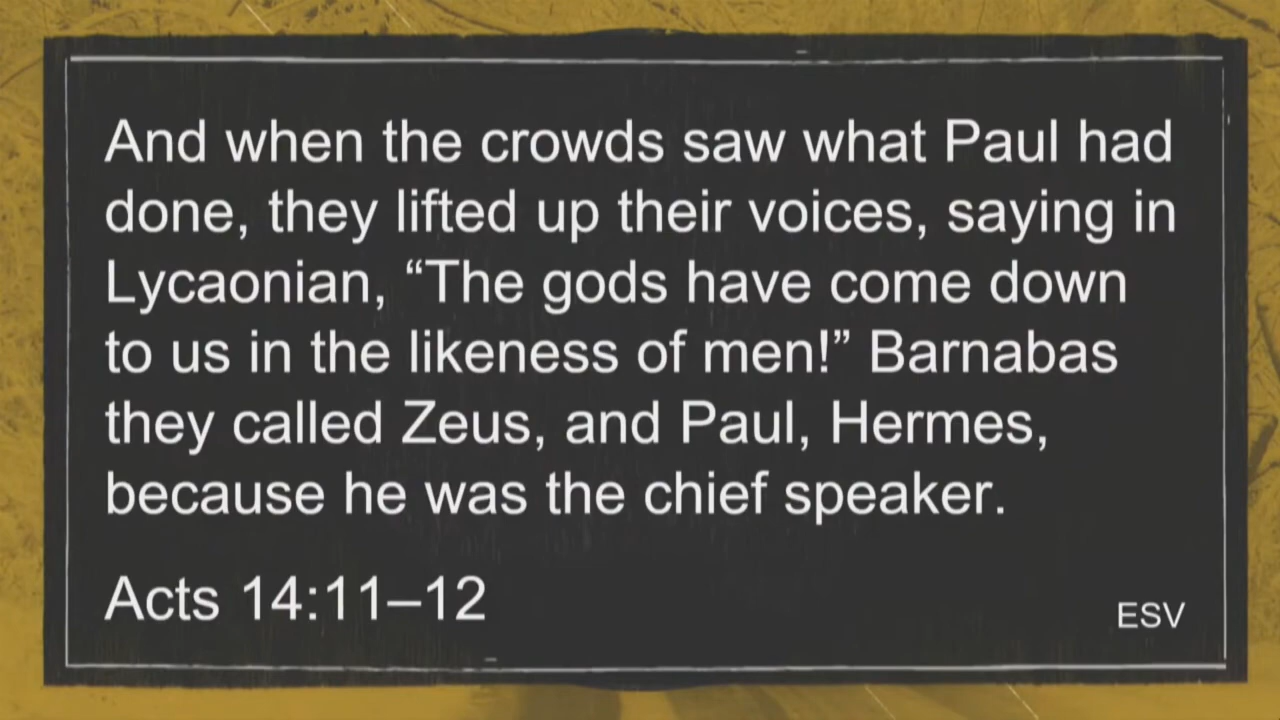 And when the crowds saw what Paul had
done, they lifted up their voices, saying in
Lycaonian, “The gods have come down
to us in the likeness of men!” Barnabas
they called Zeus, and Paul, Hermes,
because he was the chief speaker.
Acts 14:11–12
ESV